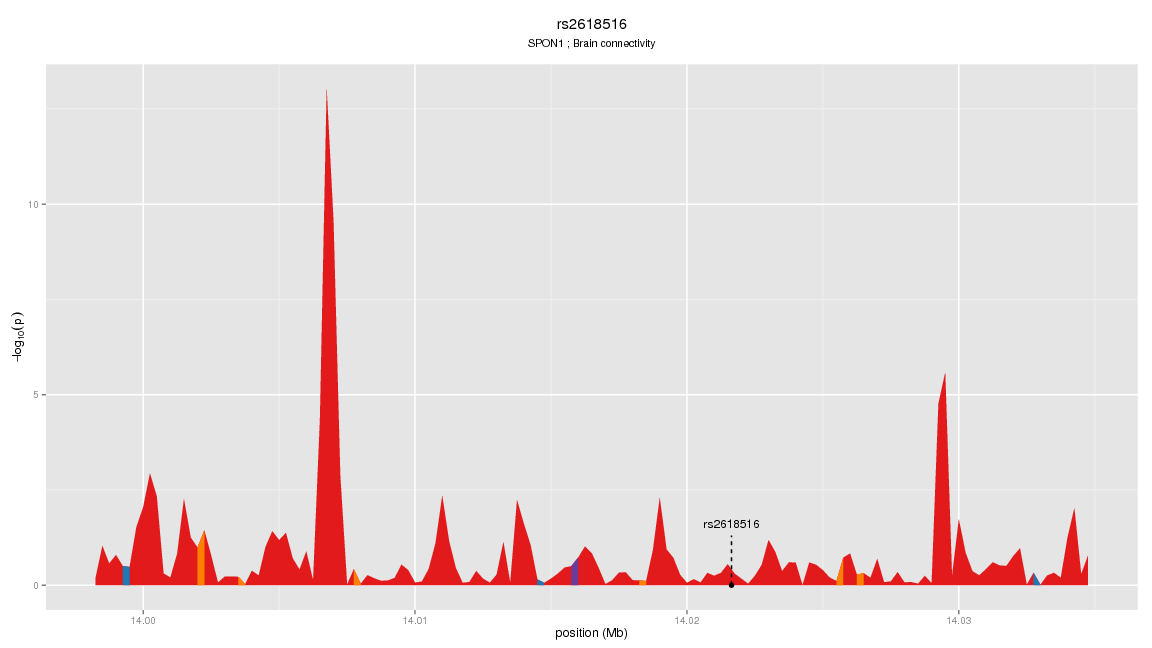 rs2618516
SPON1 ; Brain connectivity
−log10(p)
10
5
0
rs2618516
14.00 14.01 14.02 14.03
position (Mb)